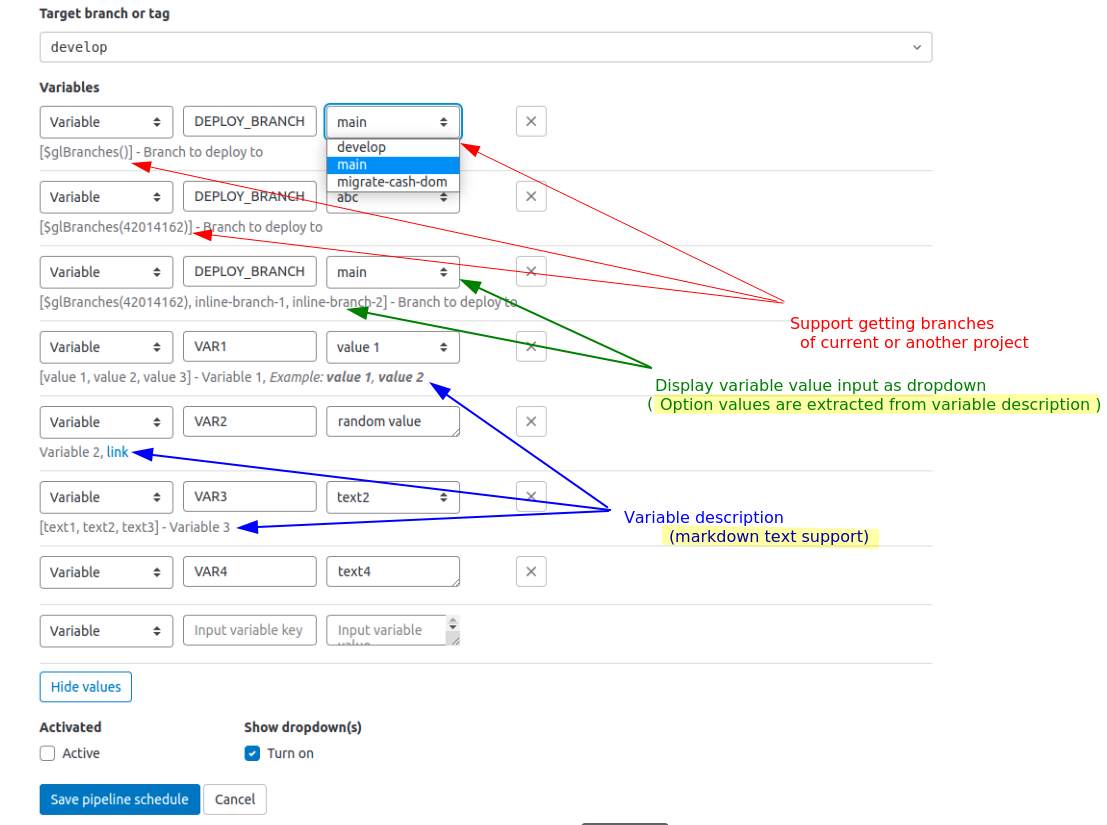 Target branch or tag
develop
Variables
Variable DEPLOY_BRANCH main
develop
main
migrate-cash-dom
[$glBranches()] - Branch to deploy to
Variable DEPLOY_BRANCH abc
[$glBranches(42014162)] - Branch to deploy to
Variable DEPLOY_BRANCH main
[$glBranches(42014162), inline-branch-1, inline-branch-2] - Branch to deploy to
Support getting branches
of current or another project
Variable VAR1 value 1
[value 1, value 2, value 3] - Variable 1, Example: value 1, value 2
Display variable value input as dropdown
( Option values are extracted from variable description )
Variable VAR2 random value
Variable 2, link
Variable VAR3 text2
[text1, text2, text3] - Variable 3
Variable description
(markdown text support)
Variable VAR4 text4
Variable Input variable key Input variable
value
Hide values
Activated Show dropdown(s)
Active Turn on
Save pipeline schedule Cancel